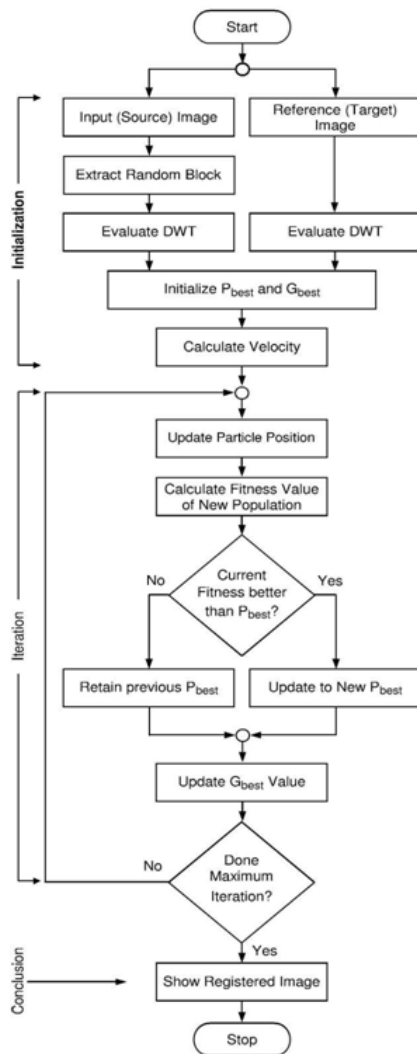 Start
Input (Source) Image
Reference (Target)
Image
Extract Random Block
Evaluate DWT
Evaluate DWT
Initialize Pbest and Gbest
Calculate Velocity
Initialization
Update Particle Position
Calculate Fitness Value
of New Population
No
Current
Fitness better
than Pbest?
Yes
Retain previous Pbest
Update to New Pbest
Update Gbest Value
Iteration
No
Done
Maximum
Iteration?
Yes
Show Registered Image
Conclusion
Stop